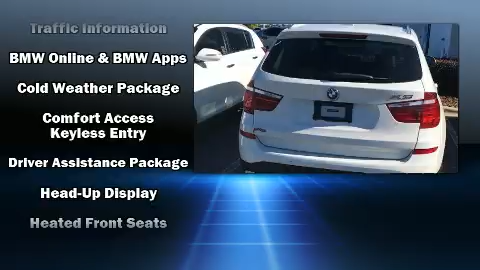 Traffic Information
BMW Online & BMW Apps
Cold Weather Package
Comfort Access
Keyless Entry
Driver Assistance Package
Head-Up Display
Heated Front Seats
X3